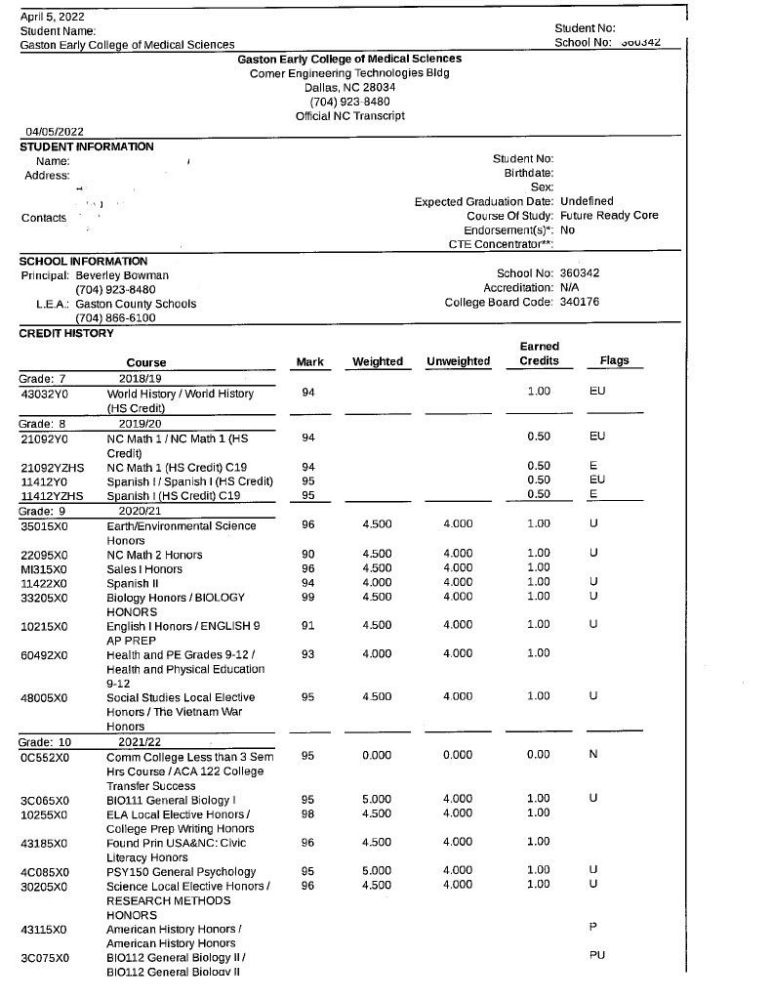 April 5, 2022
Student Name: Student No:
Gaston Early College of Medical Sciences School No: 360342
Gaston Early College of Medical Sciences
Comer Engineering Technologies Bldg
Dallas, NC 28034
(704) 923-8480
Official NC Transcript
04/05/2022
STUDENT INFORMATION
Name: Student No:
Address: Birthdate:
Sex:
Expected Graduation Date: Undefined
Contacts Course Of Study: Future Ready Core
Endorsement(s)*: No
CTE Concentrator**:
SCHOOL INFORMATION
Principal: Beverley Bowman School No: 360342
(704) 923-8480 Accreditation: N/A
L.E.A.: Gaston County Schools College Board Code: 340176
(704) 866-6100
CREDIT HISTORY
Earned
Course Mark Weighted Unweighted Credits Flags
Grade: 7 2018/19
43032Y0 World History / World History 94 1.00 EU
(HS Credit)
Grade: 8 2019/20
21092Y0 NC Math 1 / NC Math 1 (HS 94 0.50 EU
Credit)
21092YZHS NC Math 1 (HS Credit) C19 94 0.50 E
11412Y0 Spanish I / Spanish I (HS Credit) 95 0.50 EU
11412YZHS Spanish I (HS Credit) C19 95 0.50 E
Grade: 9 2020/21
35015X0 Earth/Environmental Science 96 4.500 4.000 1.00 U
Honors
22095X0 NC Math 2 Honors 90 4.500 4.000 1.00 U
MI315X0 Sales I Honors 96 4.500 4.000 1.00
11422X0 Spanish II 94 4.000 4.000 1.00 U
33205X0 Biology Honors / BIOLOGY 99 4.500 4.000 1.00 U
HONORS
10215X0 English I Honors / ENGLISH 9 91 4.500 4.000 1.00 U
AP PREP
60492X0 Health and PE Grades 9-12 / 93 4.000 4.000 1.00
Health and Physical Education
9-12
48005X0 Social Studies Local Elective 95 4.500 4.000 1.00 U
Honors / The Vietnam War
Honors
Grade: 10 2021/22
0C552X0 Comm College Less than 3 Sem 95 0.000 0.000 0.00 N
Hrs Course / ACA 122 College
Transfer Success
3C065X0 BIO111 General Biology I 95 5.000 4.000 1.00 U
10255X0 ELA Local Elective Honors / 98 4.500 4.000 1.00
College Prep Writing Honors
43185X0 Found Prin USA&NC: Civic 96 4.500 4.000 1.00
Literacy Honors
4C085X0 PSY150 General Psychology 95 5.000 4.000 1.00 U
30205X0 Science Local Elective Honors / 96 4.500 4.000 1.00 U
RESEARCH METHODS
HONORS
43115X0 American History Honors / P
American History Honors
3C075X0 BIO112 General Biology II / PU
BIO112 General Biology II